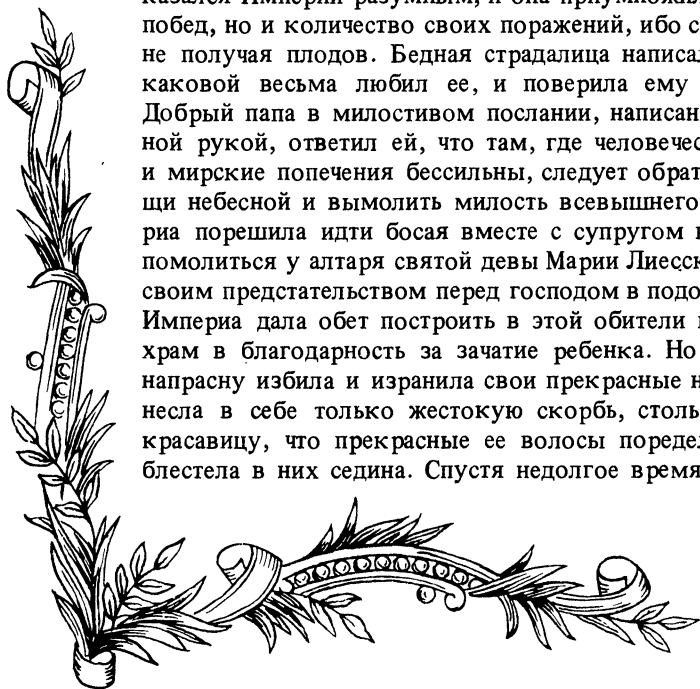 казался Империи разумным, и она приумножал
побед, но и количество своих поражений, ибо с
не получая плодов. Бедная страдалица написал
каковой весьма любил ее, и поверила ему
Добрый папа в милостивом послании, написан
ной рукой, ответил ей, что там, где человечес
и мирские попечения бессильны, следует обрат
щи небесной и вымолить милость всевышнего
риа порешила идти босая вместе с супругом
помолиться у алтаря святой девы Марии Лиесск
своим предстательством перед господом в подо
Империа дала обет построить в этой обители
храм в благодарность за зачатие ребенка. Но
напрасну избила и изранила свои прекрасные
несла в себе только жестокую скорбь, столь
красавицу, что прекрасные ее волосы поредел
блестела в них седина. Спустя недолгое время